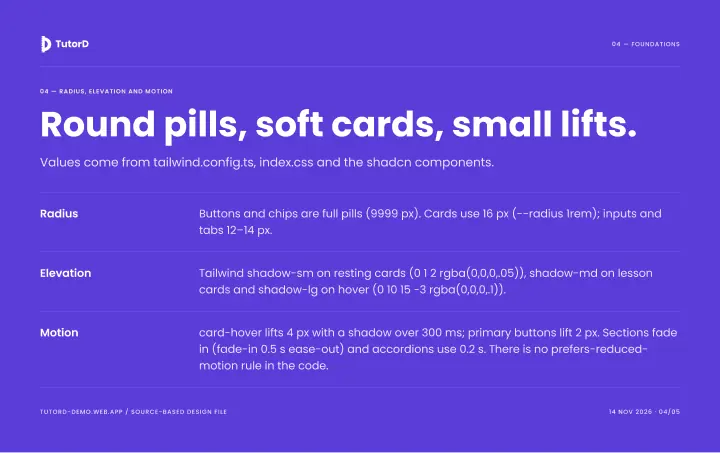 TutorD
04 — FOUNDATIONS
04 — RADIUS, ELEVATION AND MOTION
Round pills, soft cards, small lifts.
Values come from tailwind.config.ts, index.css and the shadcn components.
Radius
Buttons and chips are full pills (9999 px). Cards use 16 px (--radius 1rem); inputs and
tabs 12–14 px.
Elevation
Tailwind shadow-sm on resting cards (0 1 2 rgba(0,0,0,.05)), shadow-md on lesson
cards and shadow-lg on hover (0 10 15 -3 rgba(0,0,0,.1)).
Motion
card-hover lifts 4 px with a shadow over 300 ms; primary buttons lift 2 px. Sections fade
in (fade-in 0.5 s ease-out) and accordions use 0.2 s. There is no prefers-reduced-
motion rule in the code.
TUTORD-DEMO.WEB.APP / SOURCE-BASED DESIGN FILE
14 NOV 2026 · 04/05